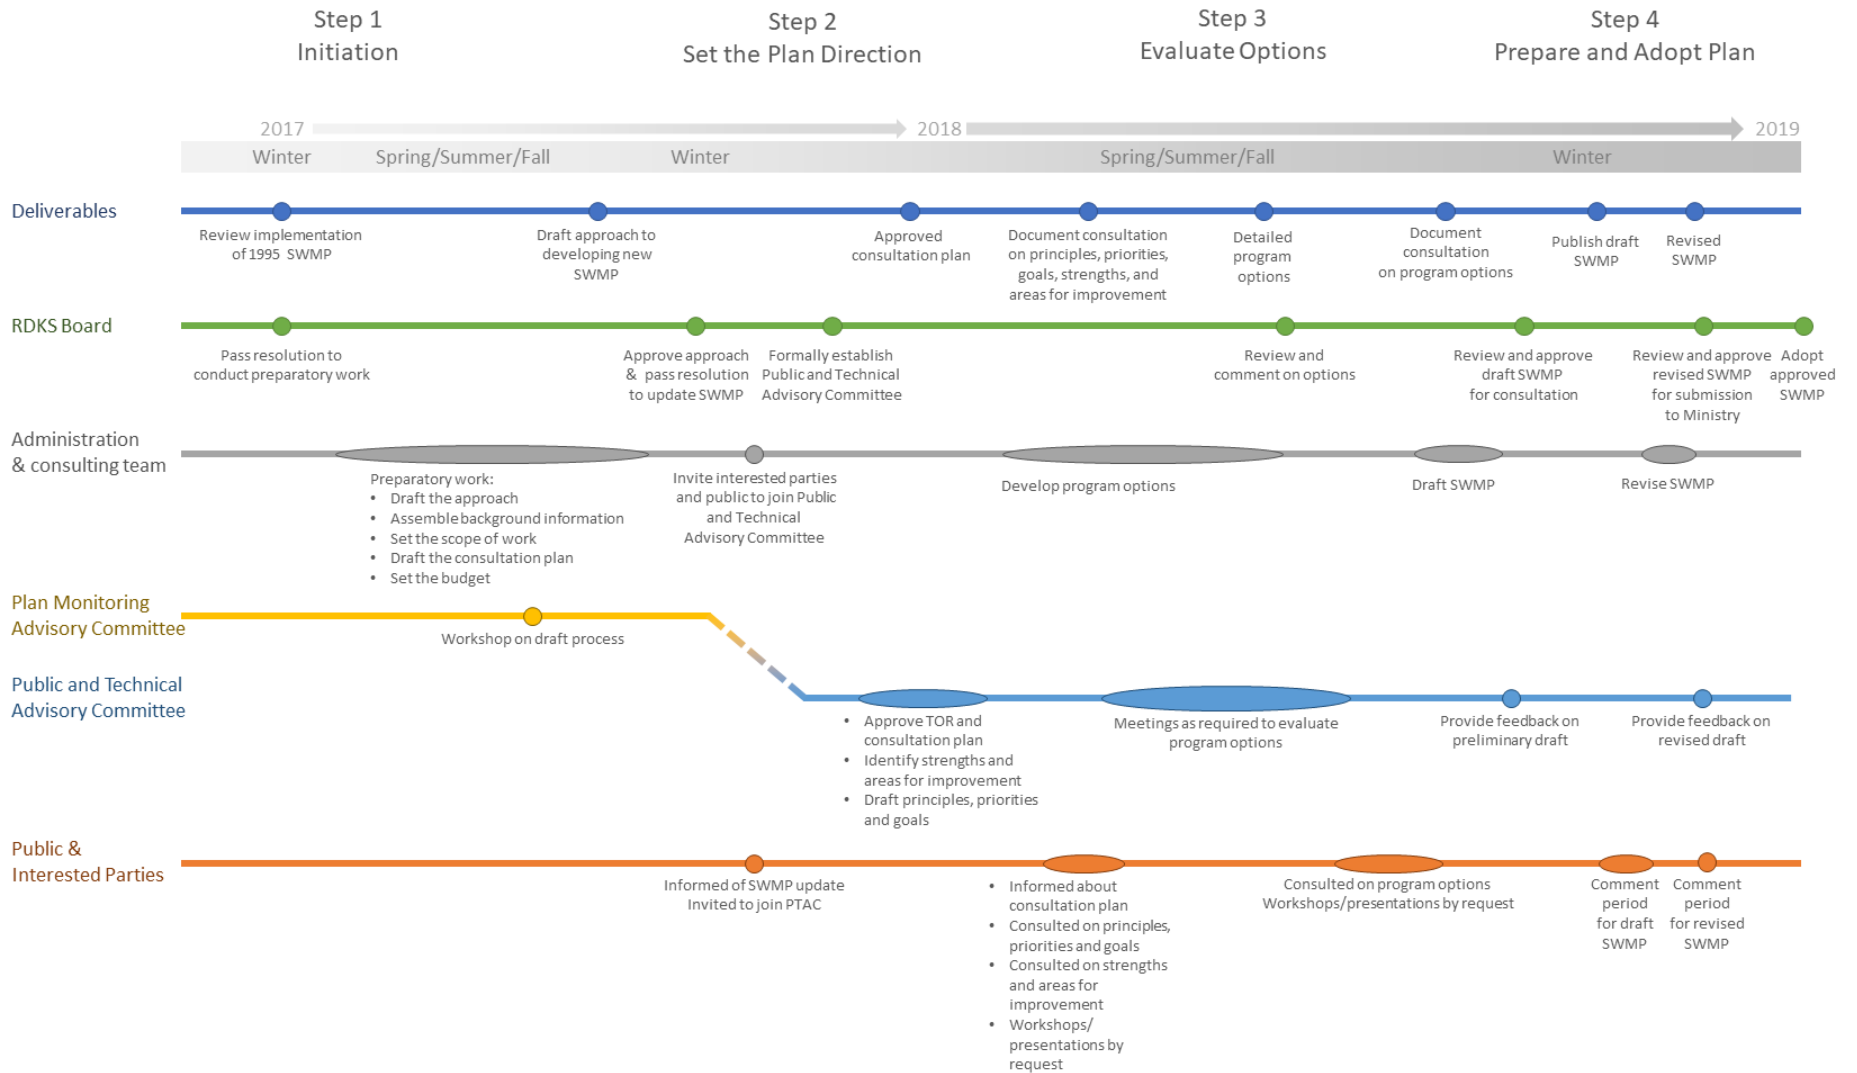 Step 1
Initiation
Step 2
Set the Plan Direction
Step 3
Evaluate Options
Step 4
Prepare and Adopt Plan
2017
2018
2019
Winter
Spring/Summer/Fall
Winter
Spring/Summer/Fall
Winter
Deliverables
Review implementation
of 1995 SWMP
Draft approach to
developing new
SWMP
Approved
consultation plan
Document consultation
on principles, priorities,
goals, strengths, and
areas for improvement
Detailed
program
options
Document
consultation
on program options
Publish draft
SWMP
Revised
SWMP
RDKS Board
Pass resolution to
conduct preparatory work
Approve approach
& pass resolution
to update SWMP
Formally establish
Public and Technical
Advisory Committee
Review and
comment on options
Review and approve
draft SWMP
for consultation
Review and approve
revised SWMP
for submission
to Ministry
Adopt
approved
SWMP
Administration
& consulting team
Preparatory work:
• Draft the approach
• Assemble background information
• Set the scope of work
• Draft the consultation plan
• Set the budget
Invite interested parties
and public to join Public
and Technical
Advisory Committee
Develop program options
Draft SWMP
Revise SWMP
Plan Monitoring
Advisory Committee
Workshop on draft process
Public and Technical
Advisory Committee
• Approve TOR and
consultation plan
• Identify strengths and
areas for improvement
• Draft principles, priorities
and goals
Meetings as required to evaluate
program options
Provide feedback on
preliminary draft
Provide feedback on
revised draft
Public &
Interested Parties
Informed of SWMP update
Invited to join PTAC
• Informed about
consultation plan
• Consulted on principles,
priorities and goals
• Consulted on strengths
and areas for
improvement
• Workshops/
presentations by
request
Consulted on program options
Workshops/presentations by request
Comment
period
for draft
SWMP
Comment
period
for revised
SWMP